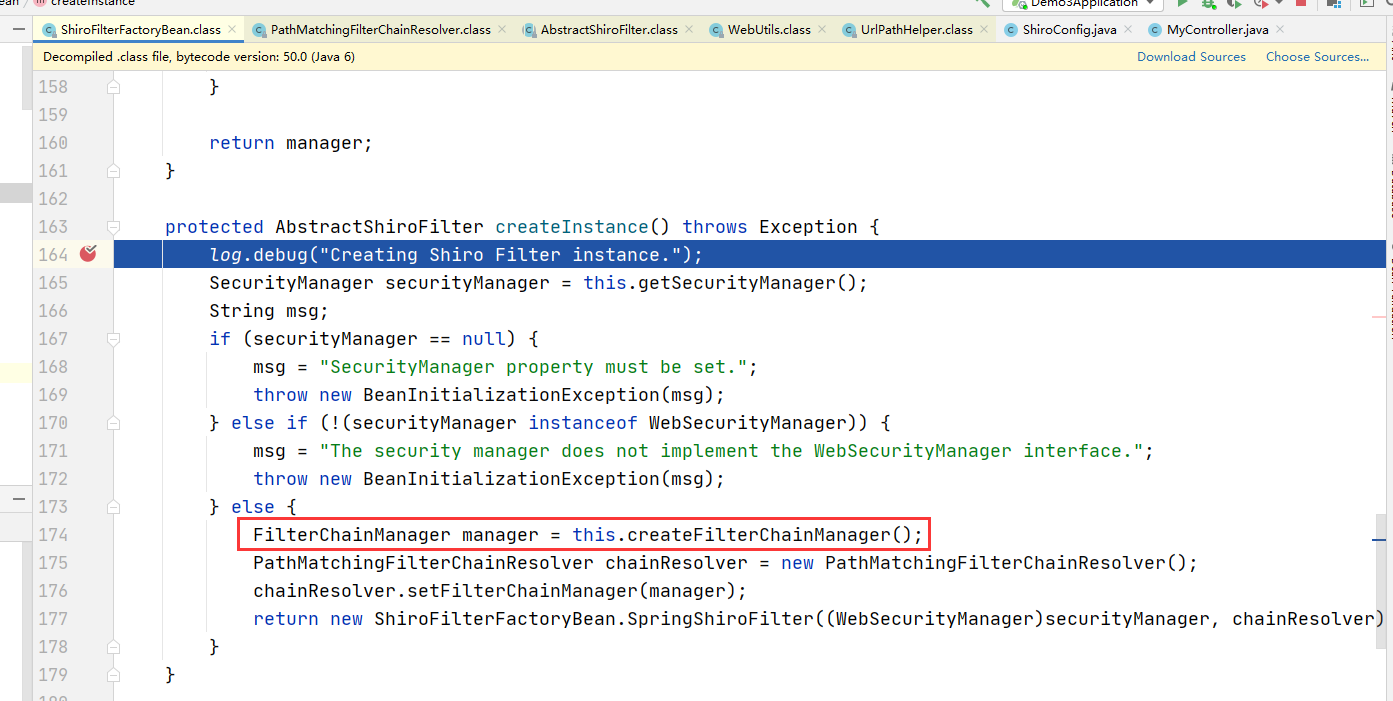 createInstance
Demo3Application
ShiroFilterFactoryBean.class PathMatchingFilterChainResolver.class AbstractShiroFilter.class WebUtils.class UrlPathHelper.class ShiroConfig.java MyController.java
Decompiled .class file, bytecode version: 50.0 (Java 6) Download Sources Choose Sources...
158 }
159
160 return manager;
161 }
162
163 protected AbstractShiroFilter createInstance() throws Exception {
164 log.debug("Creating Shiro Filter instance.");
165 SecurityManager securityManager = this.getSecurityManager();
166 String msg;
167 if (securityManager == null) {
168 msg = "SecurityManager property must be set.";
169 throw new BeanInitializationException(msg);
170 } else if (!(securityManager instanceof WebSecurityManager)) {
171 msg = "The security manager does not implement the WebSecurityManager interface.";
172 throw new BeanInitializationException(msg);
173 } else {
174 FilterChainManager manager = this.createFilterChainManager();
175 PathMatchingFilterChainResolver chainResolver = new PathMatchingFilterChainResolver();
176 chainResolver.setFilterChainManager(manager);
177 return new ShiroFilterFactoryBean.SpringShiroFilter((WebSecurityManager)securityManager, chainResolver)
178 }
179 }